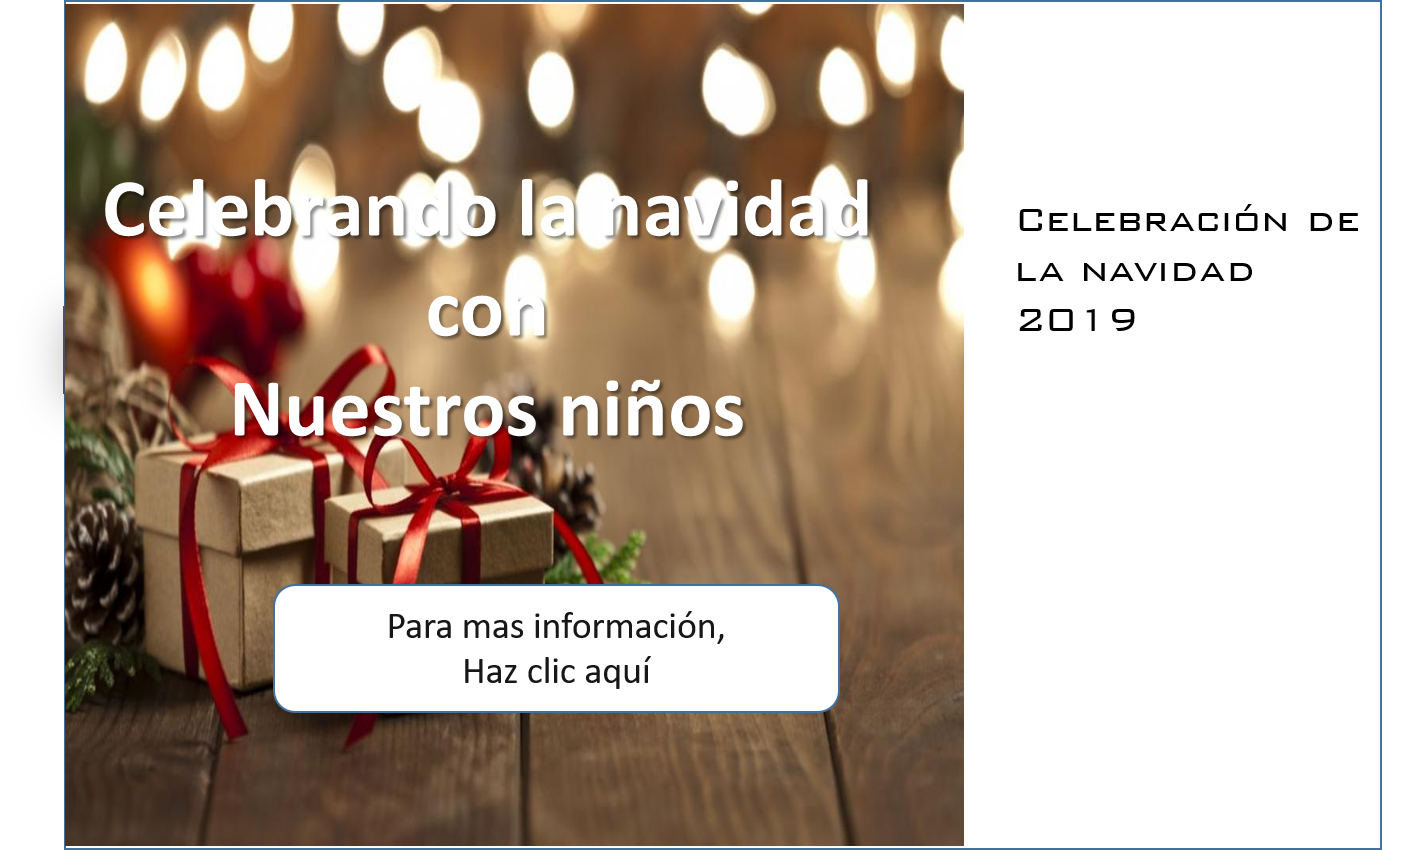 Celebrando la navidad
con
Nuestros niños
Para mas información,
Haz clic aquí
Celebración de
la navidad
2019